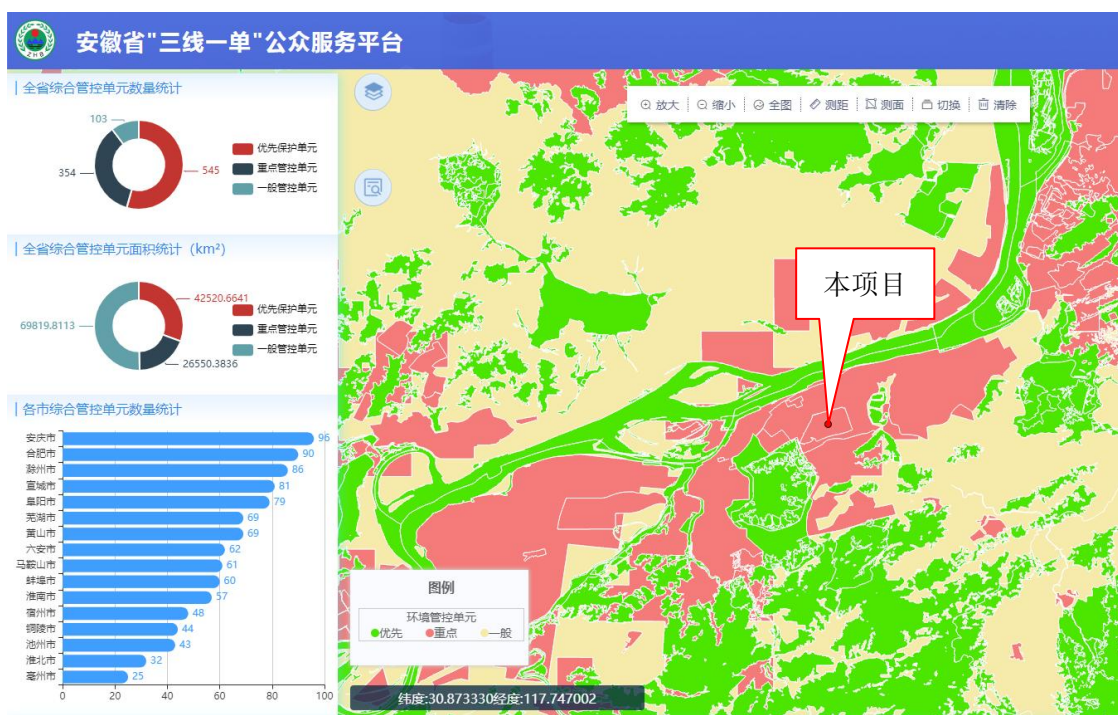 安徽省"三线一单"公众服务平台
全省综合管控单元数量统计
103
354
545
优先保护单元
重点管控单元
一般管控单元
全省综合管控单元面积统计（km²）
42520.6641
69819.8113
26550.3836
优先保护单元
重点管控单元
一般管控单元
各市综合管控单元数量统计
安庆市 96
合肥市 90
滁州市 86
宣城市 81
阜阳市 79
芜湖市 69
黄山市 69
六安市 62
马鞍山市 61
蚌埠市 60
淮南市 57
宿州市 48
铜陵市 44
池州市 43
淮北市 32
亳州市 25
0 20 40 60 80 100
放大 缩小 全图 测距 测面 切换 清除
本项目
图例
环境管控单元
优先 重点 一般
纬度:30.873330经度:117.747002